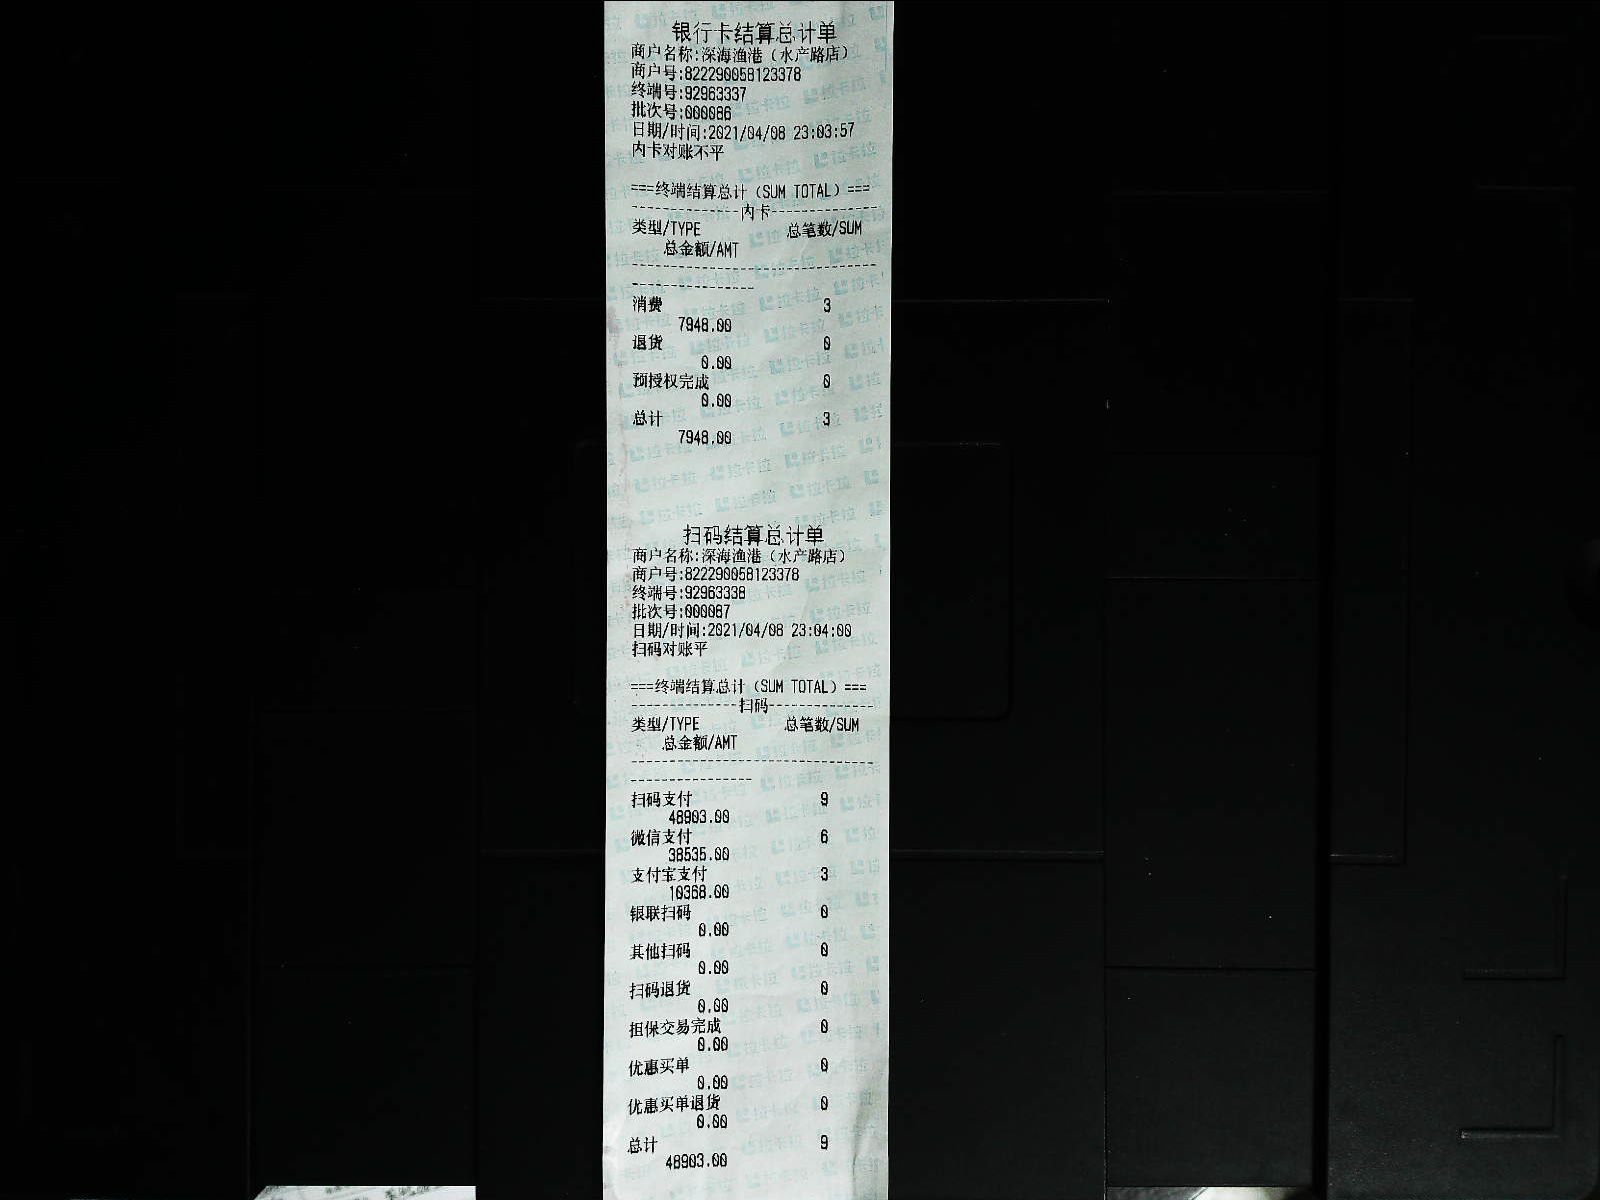 银行卡结算总计单
商户名称:深海渔港（水产路店）
商户号:822290058123378
终端号:92963337
批次号:000086
日期/时间:2021/04/08 23:03:57
内卡对账不平
===终端结算总计（SUM TOTAL）===
--------------内卡--------------
类型/TYPE 总笔数/SUM
总金额/AMT
--------------------------------
----------------
消费 3
7948.00
退货 0
0.00
预授权完成 0
0.00
总计 3
7948.00
扫码结算总计单
商户名称:深海渔港（水产路店）
商户号:822290058123378
终端号:92963338
批次号:000087
日期/时间:2021/04/08 23:04:00
扫码对账平
===终端结算总计（SUM TOTAL）===
--------------扫码--------------
类型/TYPE 总笔数/SUM
总金额/AMT
--------------------------------
----------------
扫码支付 9
48903.00
微信支付 6
38535.00
支付宝支付 3
10368.00
银联扫码 0
0.00
其他扫码 0
0.00
扫码退货 0
0.00
担保交易完成 0
0.00
优惠买单 0
0.00
优惠买单退货 0
0.00
总计 9
48903.00